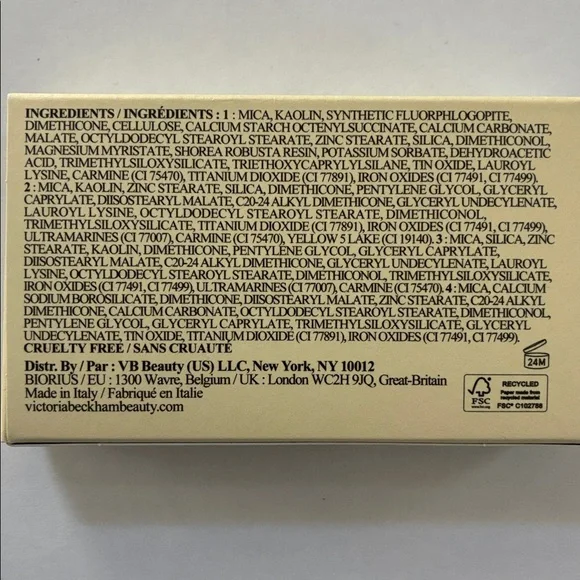 INGREDIENTS / INGRÉDIENTS : 1 : MICA, KAOLIN, SYNTHETIC FLUORPHLOGOPITE,
DIMETHICONE, CELLULOSE, CALCIUM STARCH OCTENYLSUCCINATE, CALCIUM CARBONATE,
MALATE, OCTYLDODECYL STEAROYL STEARATE, ZINC STEARATE, SILICA, DIMETHICONOL,
MAGNESIUM MYRISTATE, SHOREA ROBUSTA RESIN, POTASSIUM SORBATE, DEHYDROACETIC
ACID, TRIMETHYLSILOXYSILICATE, TRIETHOXYCAPRYLYLSILANE, TIN OXIDE, LAUROYL
LYSINE, CARMINE (CI 75470), TITANIUM DIOXIDE (CI 77891), IRON OXIDES (CI 77491, CI 77499).
2 : MICA, KAOLIN, ZINC STEARATE, SILICA, DIMETHICONE, PENTYLENE GLYCOL, GLYCERYL
CAPRYLATE, DIISOSTEARYL MALATE, C20-24 ALKYL DIMETHICONE, GLYCERYL UNDECYLENATE,
LAUROYL LYSINE, OCTYLDODECYL STEAROYL STEARATE, DIMETHICONOL,
TRIMETHYLSILOXYSILICATE, TITANIUM DIOXIDE (CI 77891), IRON OXIDES (CI 77491, CI 77499),
ULTRAMARINES (CI 77007), CARMINE (CI 75470), YELLOW 5 LAKE (CI 19140). 3 : MICA, SILICA, ZINC
STEARATE, KAOLIN, DIMETHICONE, PENTYLENE GLYCOL, GLYCERYL CAPRYLATE,
DIISOSTEARYL MALATE, C20-24 ALKYL DIMETHICONE, GLYCERYL UNDECYLENATE, LAUROYL
LYSINE, OCTYLDODECYL STEAROYL STEARATE, DIMETHICONOL, TRIMETHYLSILOXYSILICATE,
IRON OXIDES (CI 77491, CI 77499), ULTRAMARINES (CI 77007), CARMINE (CI 75470). 4 : MICA, CALCIUM
SODIUM BOROSILICATE, DIMETHICONE, DIISOSTEARYL MALATE, ZINC STEARATE, C20-24 ALKYL
DIMETHICONE, CALCIUM CARBONATE, OCTYLDODECYL STEAROYL STEARATE, DIMETHICONOL,
PENTYLENE GLYCOL, GLYCERYL CAPRYLATE, TRIMETHYLSILOXYSILICATE, GLYCERYL
UNDECYLENATE, TIN OXIDE, TITANIUM DIOXIDE (CI 77891), IRON OXIDES (CI 77491, CI 77499).
CRUELTY FREE / SANS CRUAUTÉ
Distr. By / Par : VB Beauty (US) LLC, New York, NY 10012
BIORIUS / EU : 1300 Wavre, Belgium / UK : London WC2H 9JQ, Great-Britain
Made in Italy / Fabriqué en Italie
victoriabeckhambeauty.com
24M
FSC
www.fsc.org
RECYCLED
Paper made from
recycled material
FSC® C102788